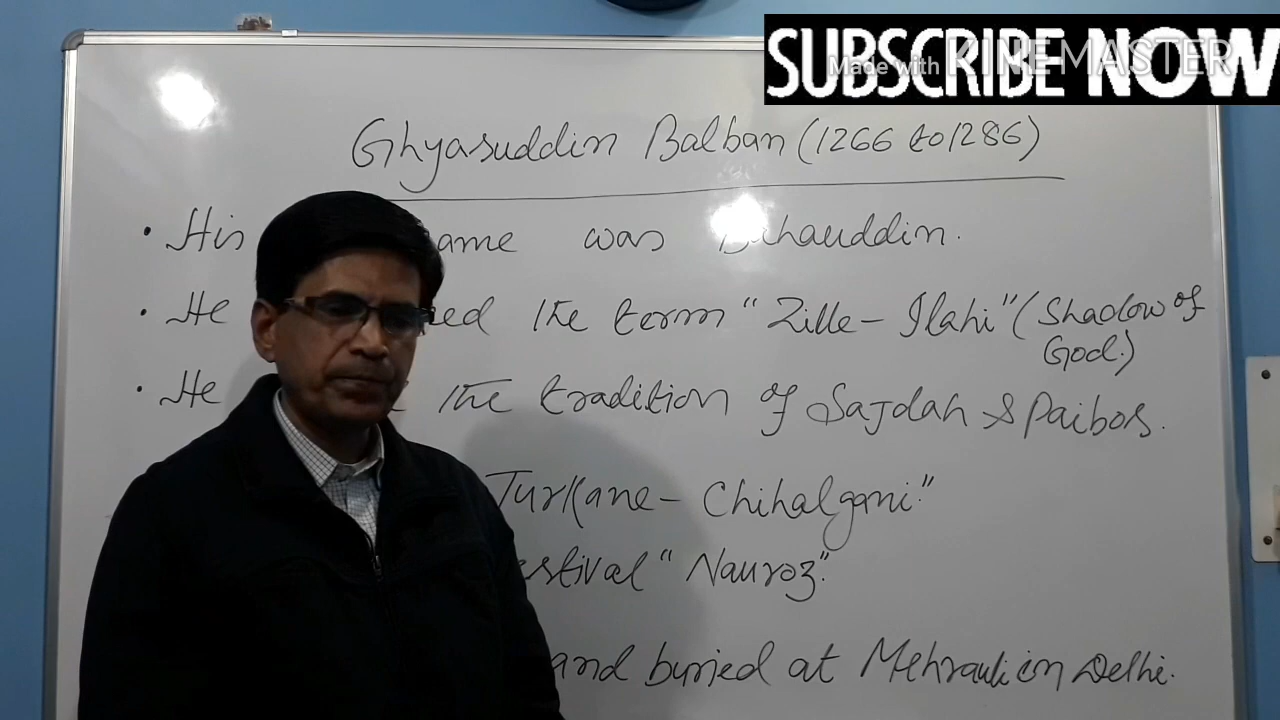 SUBSCRIBE NOW
Made with KINEMASTER
Ghyasuddin Balban (1266 to 1286)
• His ame was hauddin.
• He ed the term "Zille-Ilahi" (Shadow of
God.)
• He the tradition of Sajdah & Paibos.
Turkane-Chihalgani"
estival "Nauroz".
and buried at Mehrauli in Delhi.